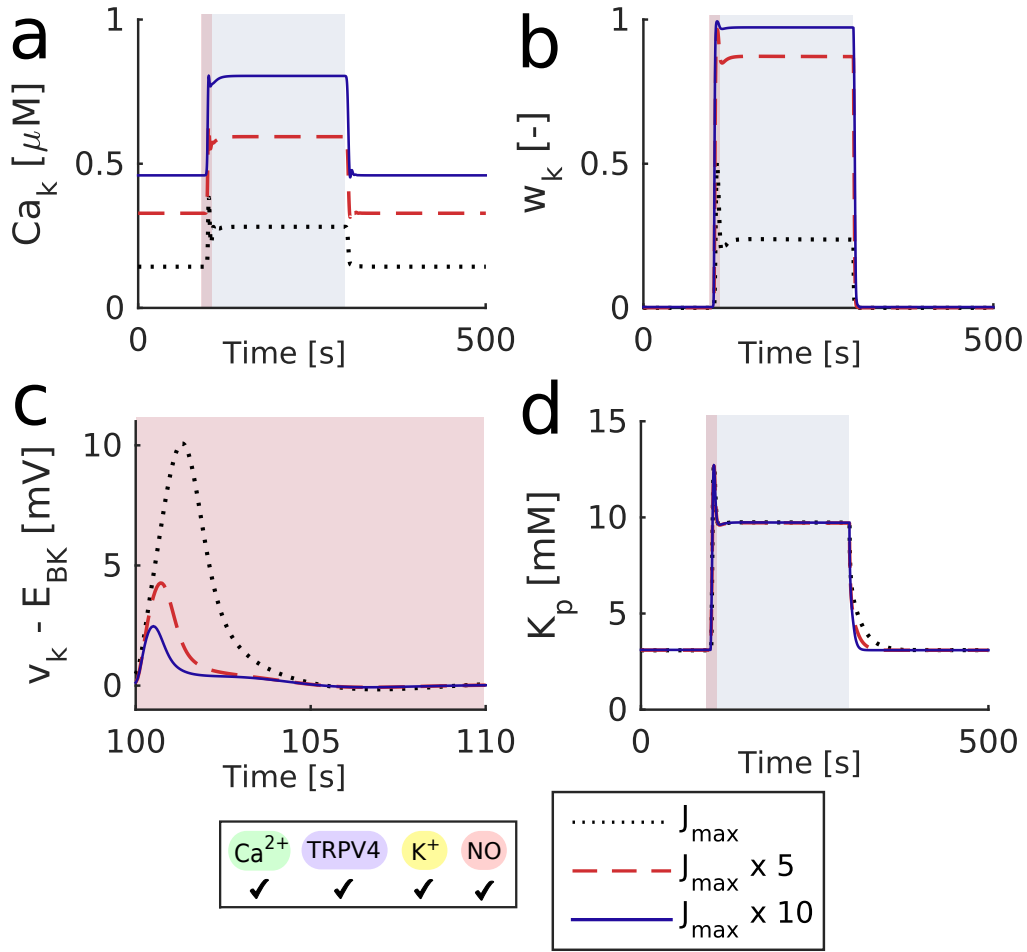 a
1
0.5
0
Ca_k [μM]
0
500
Time [s]
b
1
0.5
0
w_k [-]
0
500
Time [s]
c
10
5
0
v_k - E_BK [mV]
100
105
110
Time [s]
d
15
10
5
0
K_p [mM]
0
500
Time [s]
Ca²⁺ TRPV4 K⁺ NO
✓ ✓ ✓ ✓
J_max
J_max x 5
J_max x 10